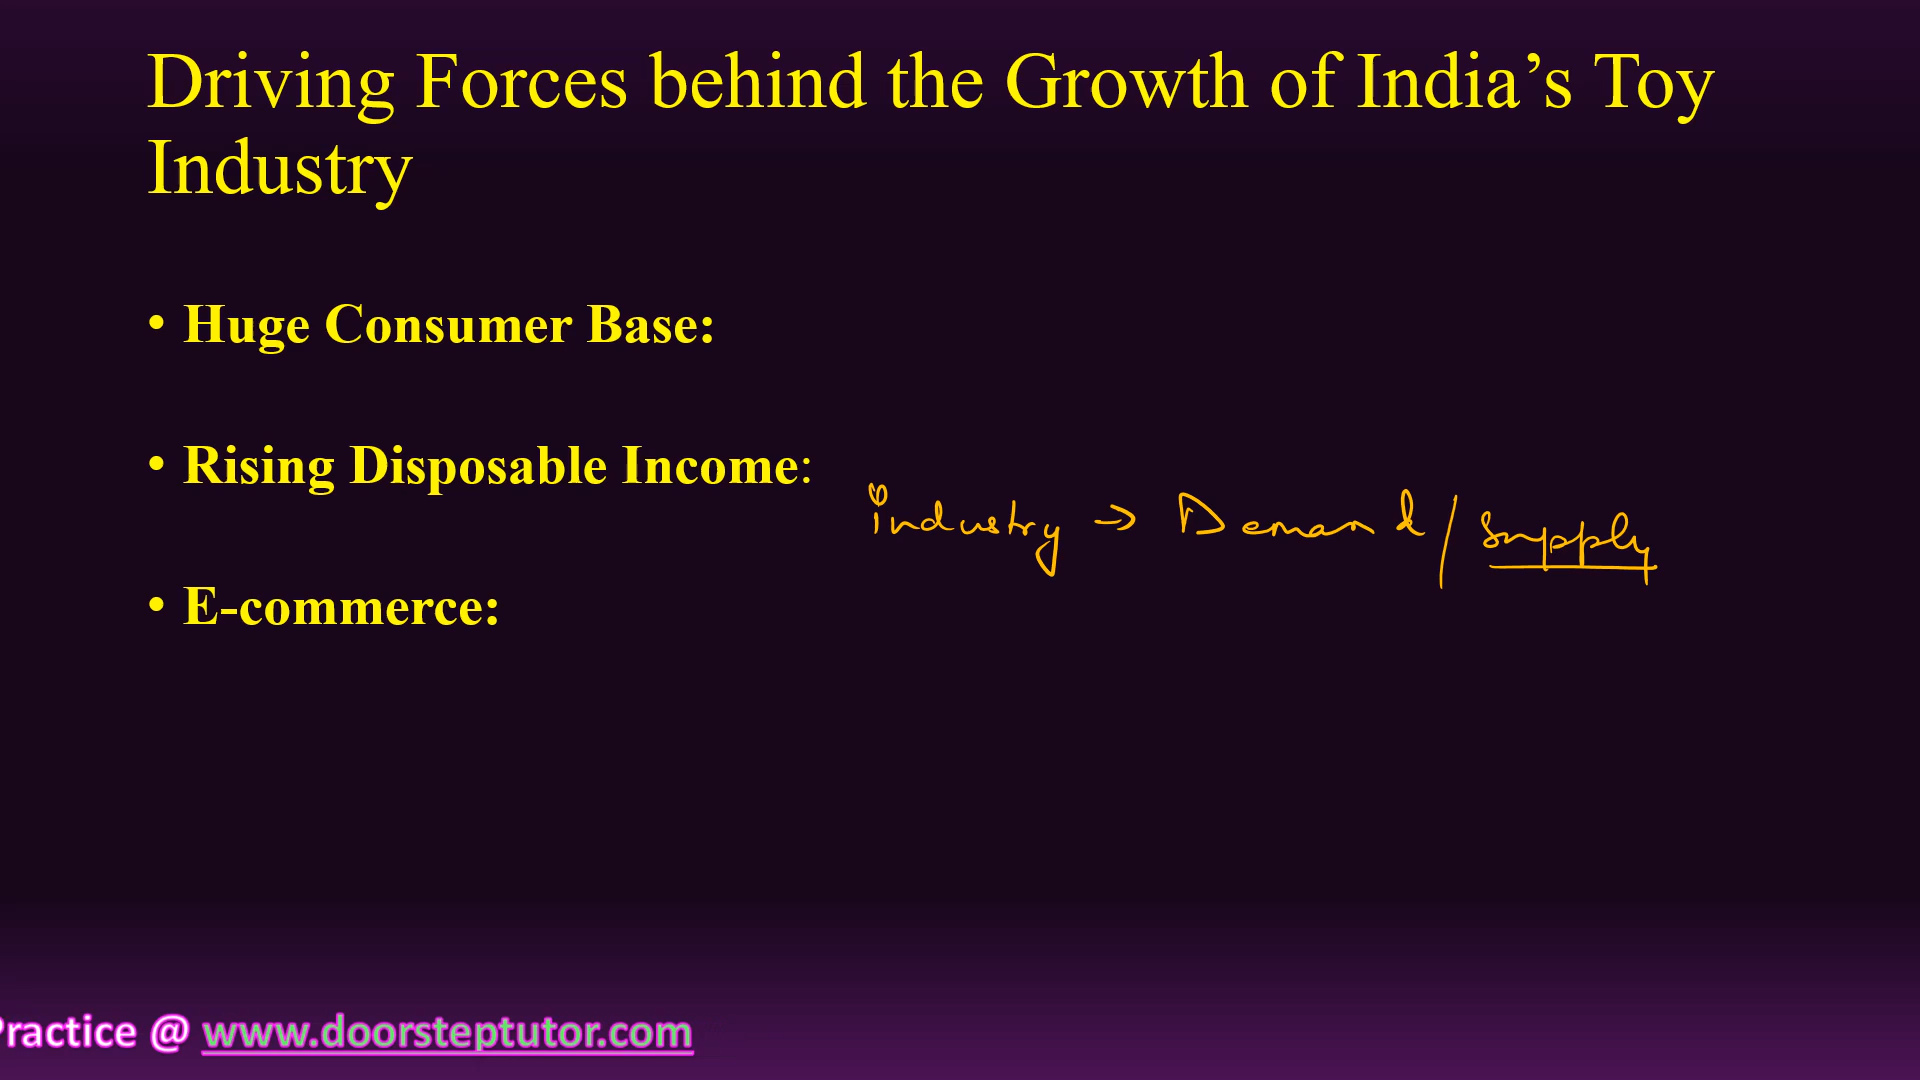 Driving Forces behind the Growth of India’s Toy
Industry
• Huge Consumer Base:
• Rising Disposable Income:
industry → Demand / Supply
• E-commerce:
Practice @ www.doorsteptutor.com